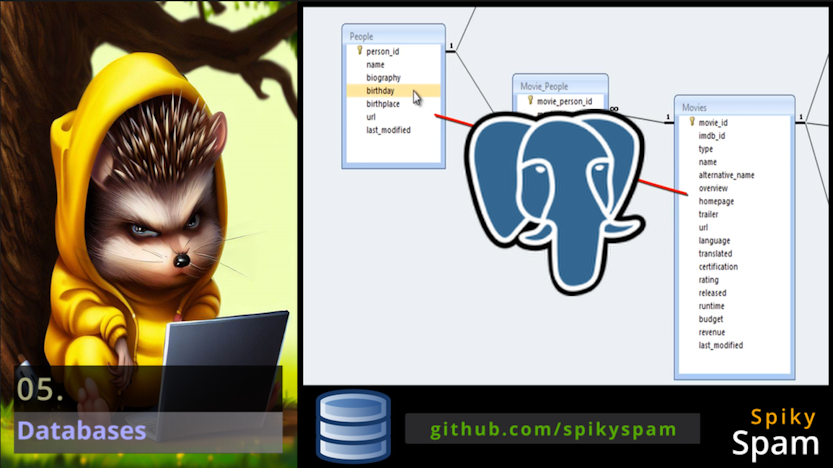 05.
Databases
People
person_id
name
biography
birthday
birthplace
url
last_modified
1
Movie_People
movie_person_id
∞
1
Movies
movie_id
imdb_id
type
name
alternative_name
overview
homepage
trailer
url
language
translated
certification
rating
released
runtime
budget
revenue
last_modified
1
github.com/spikyspam
Spiky
Spam